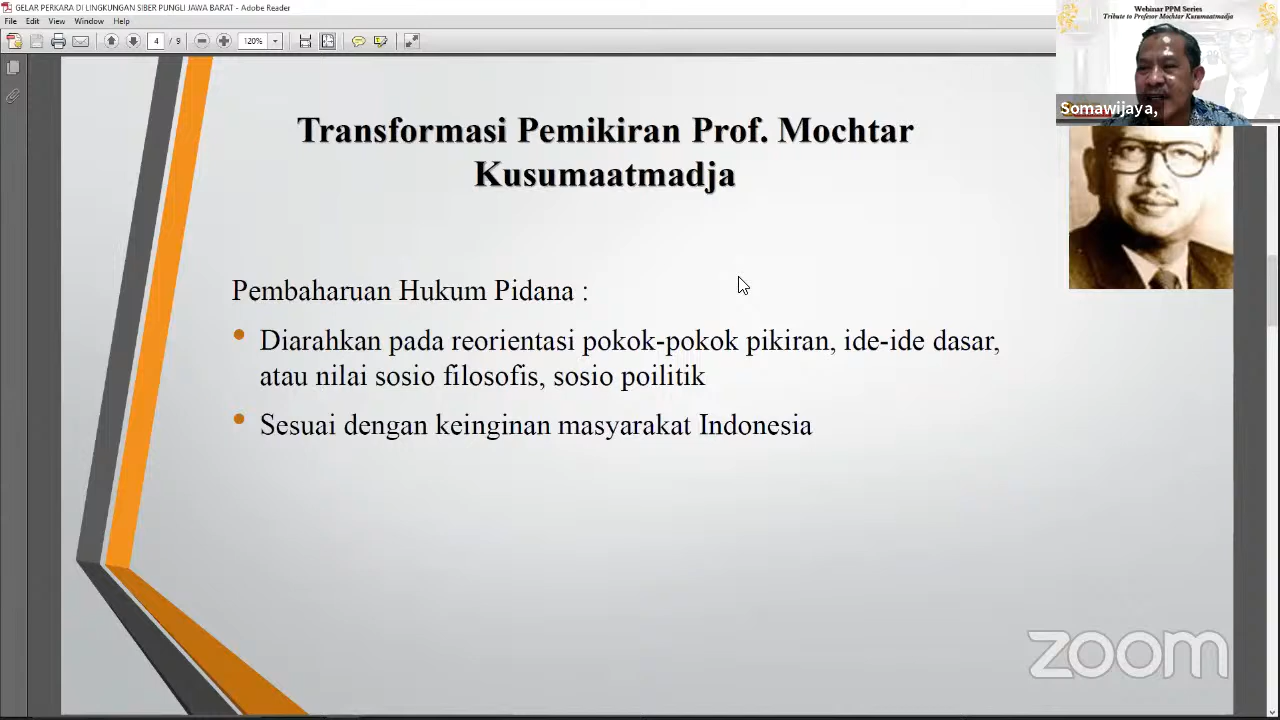 GELAR PERKARA DI LINGKUNGAN SIBER PUNGLI JAWA BARAT - Adobe Reader
File Edit View Window Help
4 / 9 120%
Webinar PPM Series
Tribute to Profesor Mochtar Kusumaatmadja
Somawijaya,
Transformasi Pemikiran Prof. Mochtar
Kusumaatmadja
Pembaharuan Hukum Pidana :
• Diarahkan pada reorientasi pokok-pokok pikiran, ide-ide dasar,
atau nilai sosio filosofis, sosio poilitik
• Sesuai dengan keinginan masyarakat Indonesia
zoom